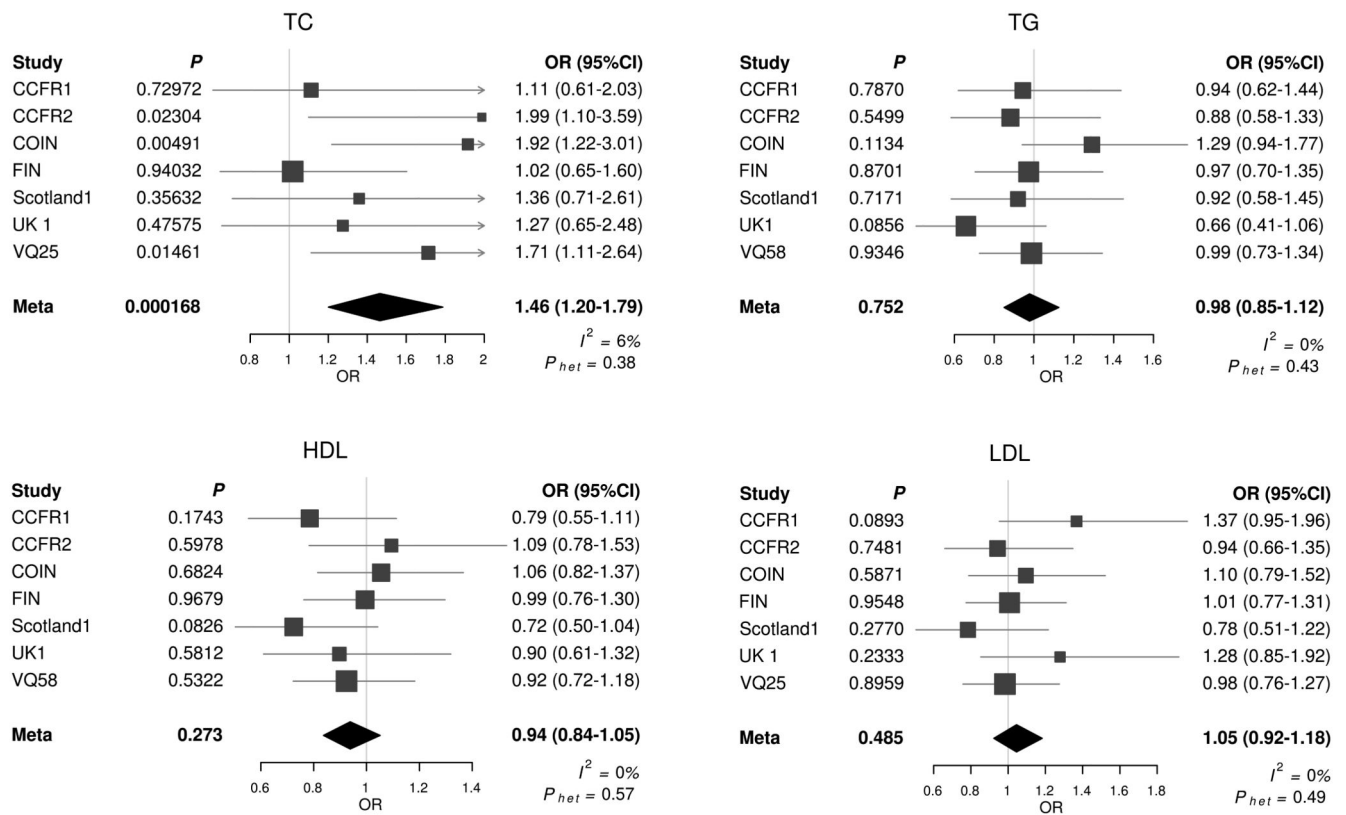 TC
Study P OR (95%CI)
CCFR1 0.72972 1.11 (0.61-2.03)
CCFR2 0.02304 1.99 (1.10-3.59)
COIN 0.00491 1.92 (1.22-3.01)
FIN 0.94032 1.02 (0.65-1.60)
Scotland1 0.35632 1.36 (0.71-2.61)
UK 1 0.47575 1.27 (0.65-2.48)
VQ25 0.01461 1.71 (1.11-2.64)
Meta 0.000168 1.46 (1.20-1.79)
I² = 6%
0.8 1 1.2 1.4 1.6 1.8 2
P het = 0.38
OR
TG
Study P OR (95%CI)
CCFR1 0.7870 0.94 (0.62-1.44)
CCFR2 0.5499 0.88 (0.58-1.33)
COIN 0.1134 1.29 (0.94-1.77)
FIN 0.8701 0.97 (0.70-1.35)
Scotland1 0.7171 0.92 (0.58-1.45)
UK1 0.0856 0.66 (0.41-1.06)
VQ58 0.9346 0.99 (0.73-1.34)
Meta 0.752 0.98 (0.85-1.12)
I² = 0%
0.6 0.8 1 1.2 1.4 1.6
P het = 0.43
OR
HDL
Study P OR (95%CI)
CCFR1 0.1743 0.79 (0.55-1.11)
CCFR2 0.5978 1.09 (0.78-1.53)
COIN 0.6824 1.06 (0.82-1.37)
FIN 0.9679 0.99 (0.76-1.30)
Scotland1 0.0826 0.72 (0.50-1.04)
UK1 0.5812 0.90 (0.61-1.32)
VQ58 0.5322 0.92 (0.72-1.18)
Meta 0.273 0.94 (0.84-1.05)
I² = 0%
0.6 0.8 1 1.2 1.4
P het = 0.57
OR
LDL
Study P OR (95%CI)
CCFR1 0.0893 1.37 (0.95-1.96)
CCFR2 0.7481 0.94 (0.66-1.35)
COIN 0.5871 1.10 (0.79-1.52)
FIN 0.9548 1.01 (0.77-1.31)
Scotland1 0.2770 0.78 (0.51-1.22)
UK 1 0.2333 1.28 (0.85-1.92)
VQ25 0.8959 0.98 (0.76-1.27)
Meta 0.485 1.05 (0.92-1.18)
I² = 0%
0.6 0.8 1 1.2 1.4 1.6 1.8
P het = 0.49
OR